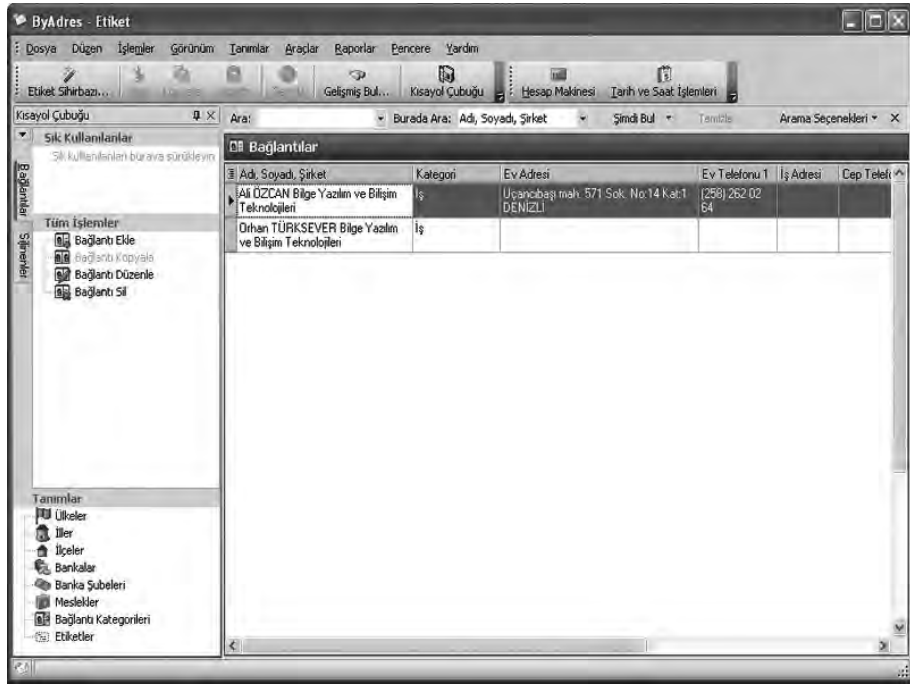 ByAdres - Etiket
Dosya Düzen İşlemler Görünüm Tanımlar Araçlar Raporlar Pencere Yardım
Etiket Sihirbazı... Gelişmiş Bul... Kısayol Çubuğu Hesap Makinesi Tarih ve Saat İşlemleri
Kısayol Çubuğu
Ara: Burada Ara: Adı, Soyadı, Şirket Şimdi Bul Temizle Arama Seçenekleri
Bağlantılar
Silinenler
Sık Kullanılanlar
Sık kullanılanları buraya sürükleyin
Tüm İşlemler
Bağlantı Ekle
Bağlantı Kopyala
Bağlantı Düzenle
Bağlantı Sil
Tanımlar
Ülkeler
İller
İlçeler
Bankalar
Banka Şubeleri
Meslekler
Bağlantı Kategorileri
Etiketler
Bağlantılar
Adı, Soyadı, Şirket Kategori Ev Adresi Ev Telefonu 1 İş Adresi Cep Telefo
Ali ÖZCAN Bilge Yazılım ve Bilişim İş Uçancıbaşı mah. 571 Sok. No:14 Kat:1 (258) 262 02
Teknolojileri DENİZLİ 64
Orhan TÜRKSEVER Bilge Yazılım İş
ve Bilişim Teknolojileri